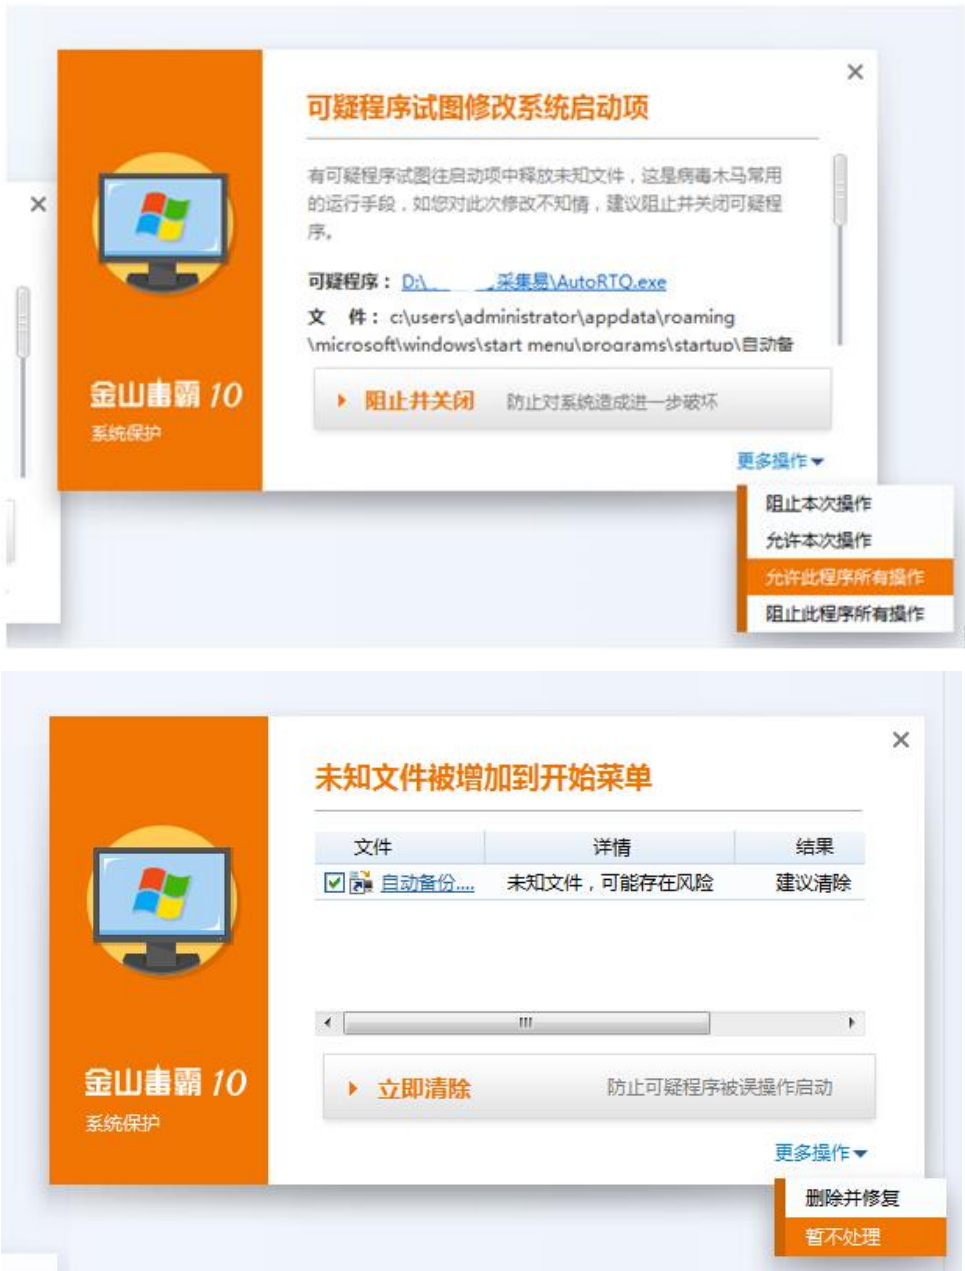 可疑程序试图修改系统启动项
有可疑程序试图往启动项中释放未知文件，这是病毒木马常用
的运行手段，如您对此次修改不知情，建议阻止并关闭可疑程
序。
可疑程序： D:\ 采集易\AutoRTQ.exe
文 件： c:\users\administrator\appdata\roaming
\microsoft\windows\start menu\programs\startup\自动备
金山毒霸 10
系统保护
阻止并关闭 防止对系统造成进一步破坏
更多操作
阻止本次操作
允许本次操作
允许此程序所有操作
阻止此程序所有操作
未知文件被增加到开始菜单
文件 详情 结果
自动备份.... 未知文件，可能存在风险 建议清除
金山毒霸 10
系统保护
立即清除 防止可疑程序被误操作启动
更多操作
删除并修复
暂不处理